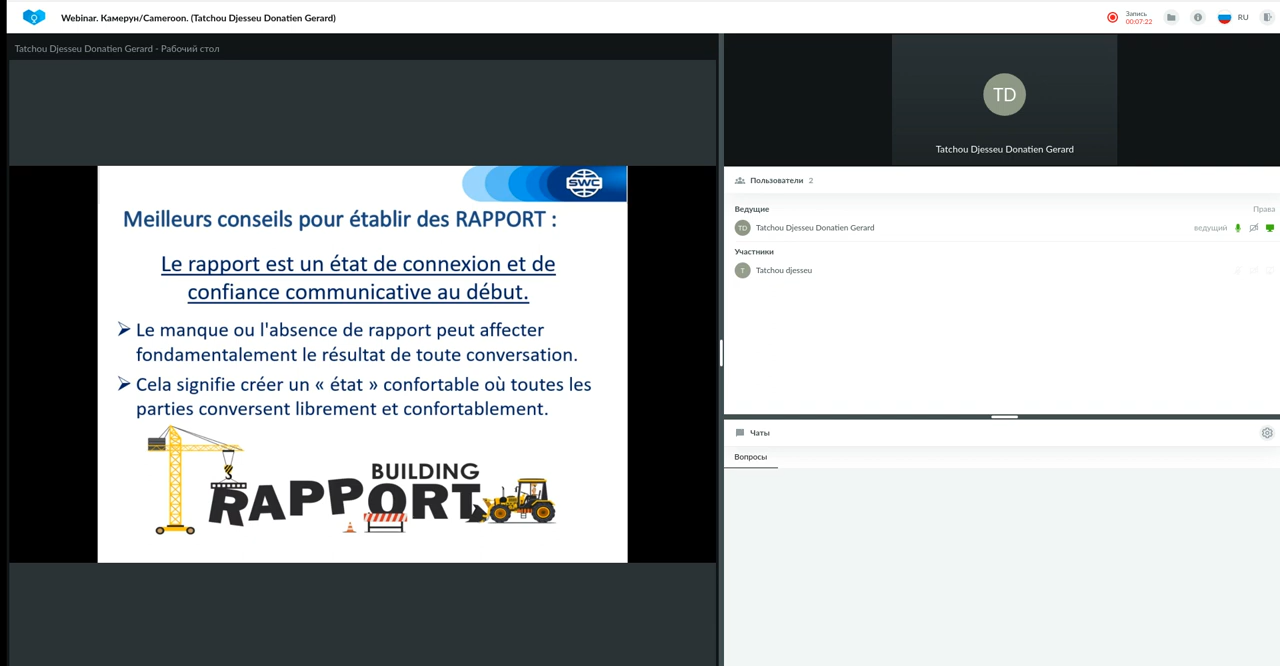 Webinar. Камерун/Cameroon. (Tatchou Djesseu Donatien Gerard)
Запись
00:07:22
RU
Tatchou Djesseu Donatien Gerard - Рабочий стол
SWC
Meilleurs conseils pour établir des RAPPORT :
Le rapport est un état de connexion et de
confiance communicative au début.
Le manque ou l'absence de rapport peut affecter
fondamentalement le résultat de toute conversation.
Cela signifie créer un « état » confortable où toutes les
parties conversent librement et confortablement.
BUILDING
RAPPORT
TD
Tatchou Djesseu Donatien Gerard
Пользователи 2
Ведущие Права
TD Tatchou Djesseu Donatien Gerard ведущий
Участники
T Tatchou djesseu
Чаты
Вопросы